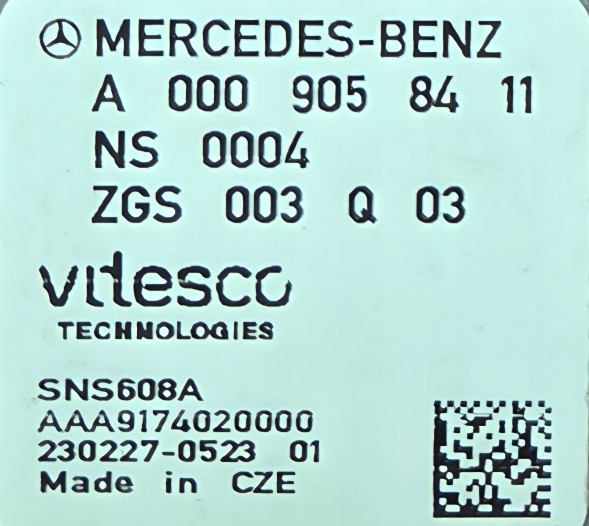 MERCEDES-BENZ
A 000 905 84 11
NS 0004
ZGS 003 Q 03
vitesco
TECHNOLOGIES
SNS608A
AAA9174020000
230227-0523 01
Made in CZE